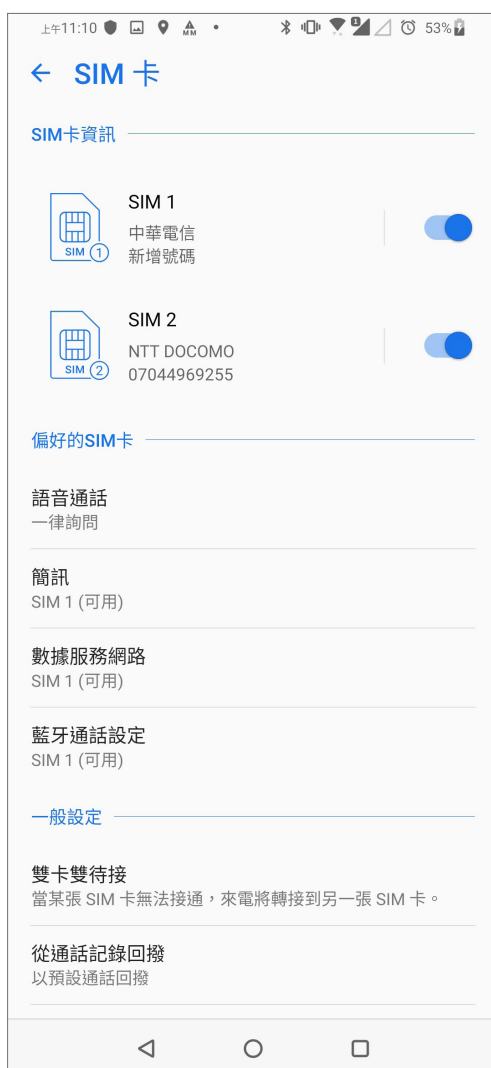 上午11:10 53%
SIM 卡
SIM卡資訊
SIM 1
中華電信
新增號碼
SIM 1
SIM 2
NTT DOCOMO
07044969255
SIM 2
偏好的SIM卡
語音通話
一律詢問
簡訊
SIM 1 (可用)
數據服務網路
SIM 1 (可用)
藍牙通話設定
SIM 1 (可用)
一般設定
雙卡雙待接
當某張 SIM 卡無法接通，來電將轉接到另一張 SIM 卡。
從通話記錄回撥
以預設通話回撥